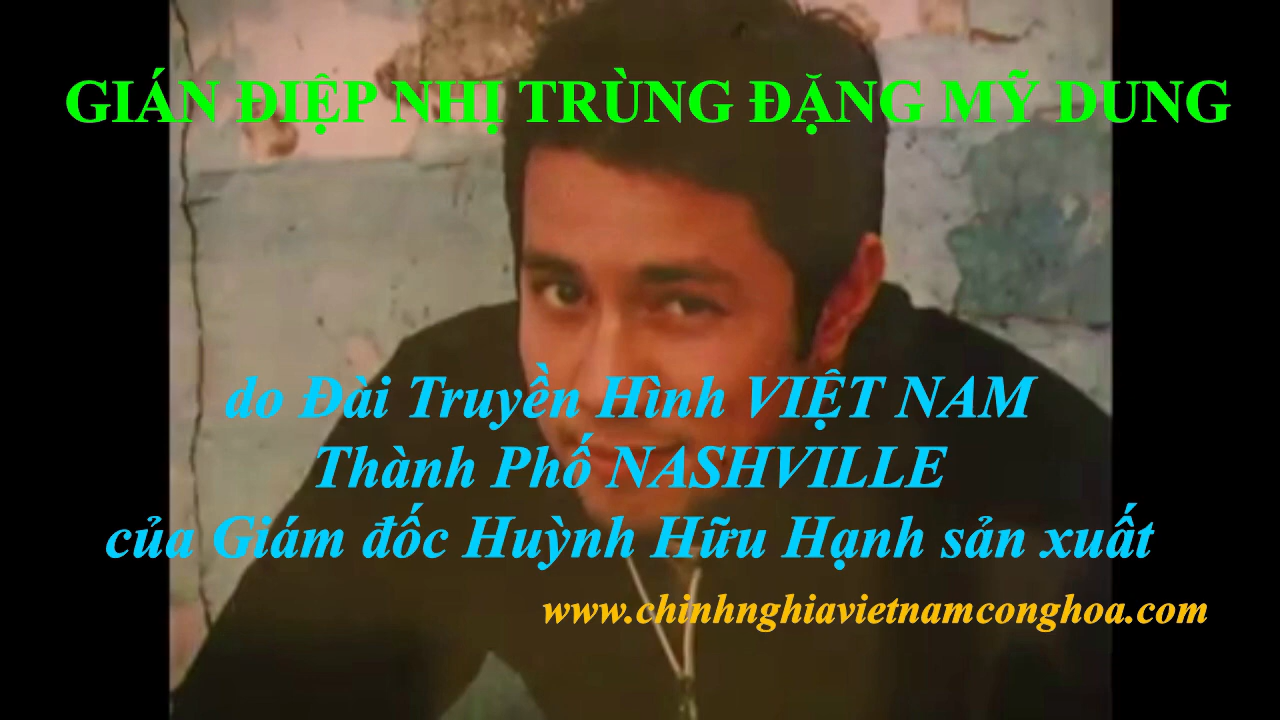 GIÁN ĐIỆP NHỊ TRÙNG ĐẶNG MỸ DUNG
do Đài Truyền Hình VIỆT NAM
Thành Phố NASHVILLE
của Giám đốc Huỳnh Hữu Hạnh sản xuất
www.chinhnghiavietnamconghoa.com